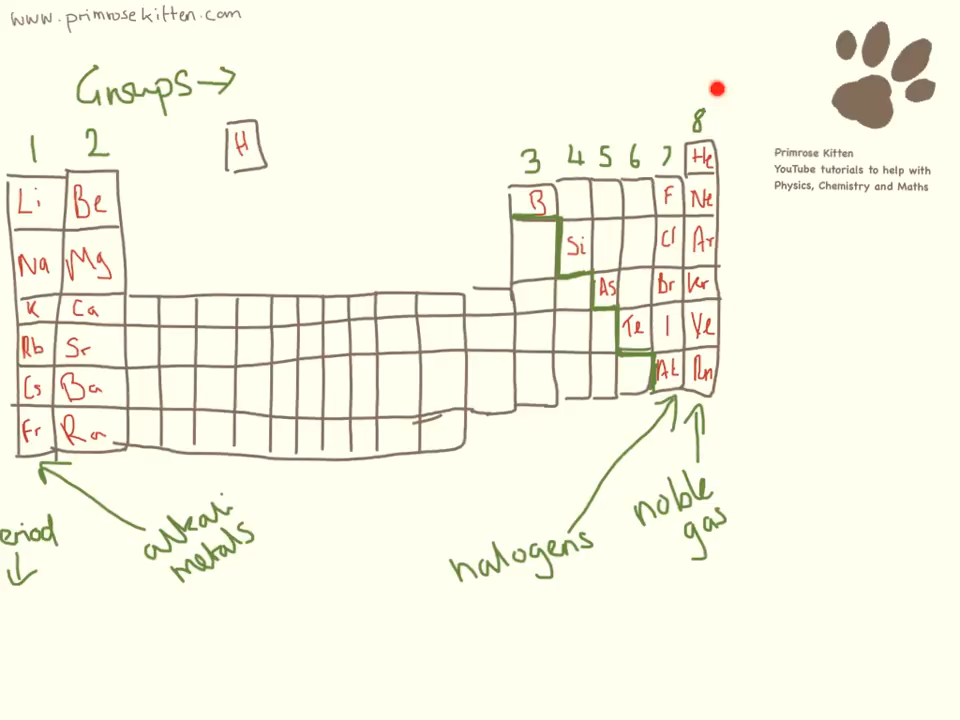 www.primrosekitten.com
Groups →
H
1 2 3 4 5 6 7 8
He
Li Be B F Ne
Na Mg Si Cl Ar
K Ca As Br Kr
Rb Sr Te I Xe
Cs Ba At Rn
Fr Ra
Primrose Kitten
YouTube tutorials to help with
Physics, Chemistry and Maths
eriod
↓
alkali
metals
halogens
noble
gas